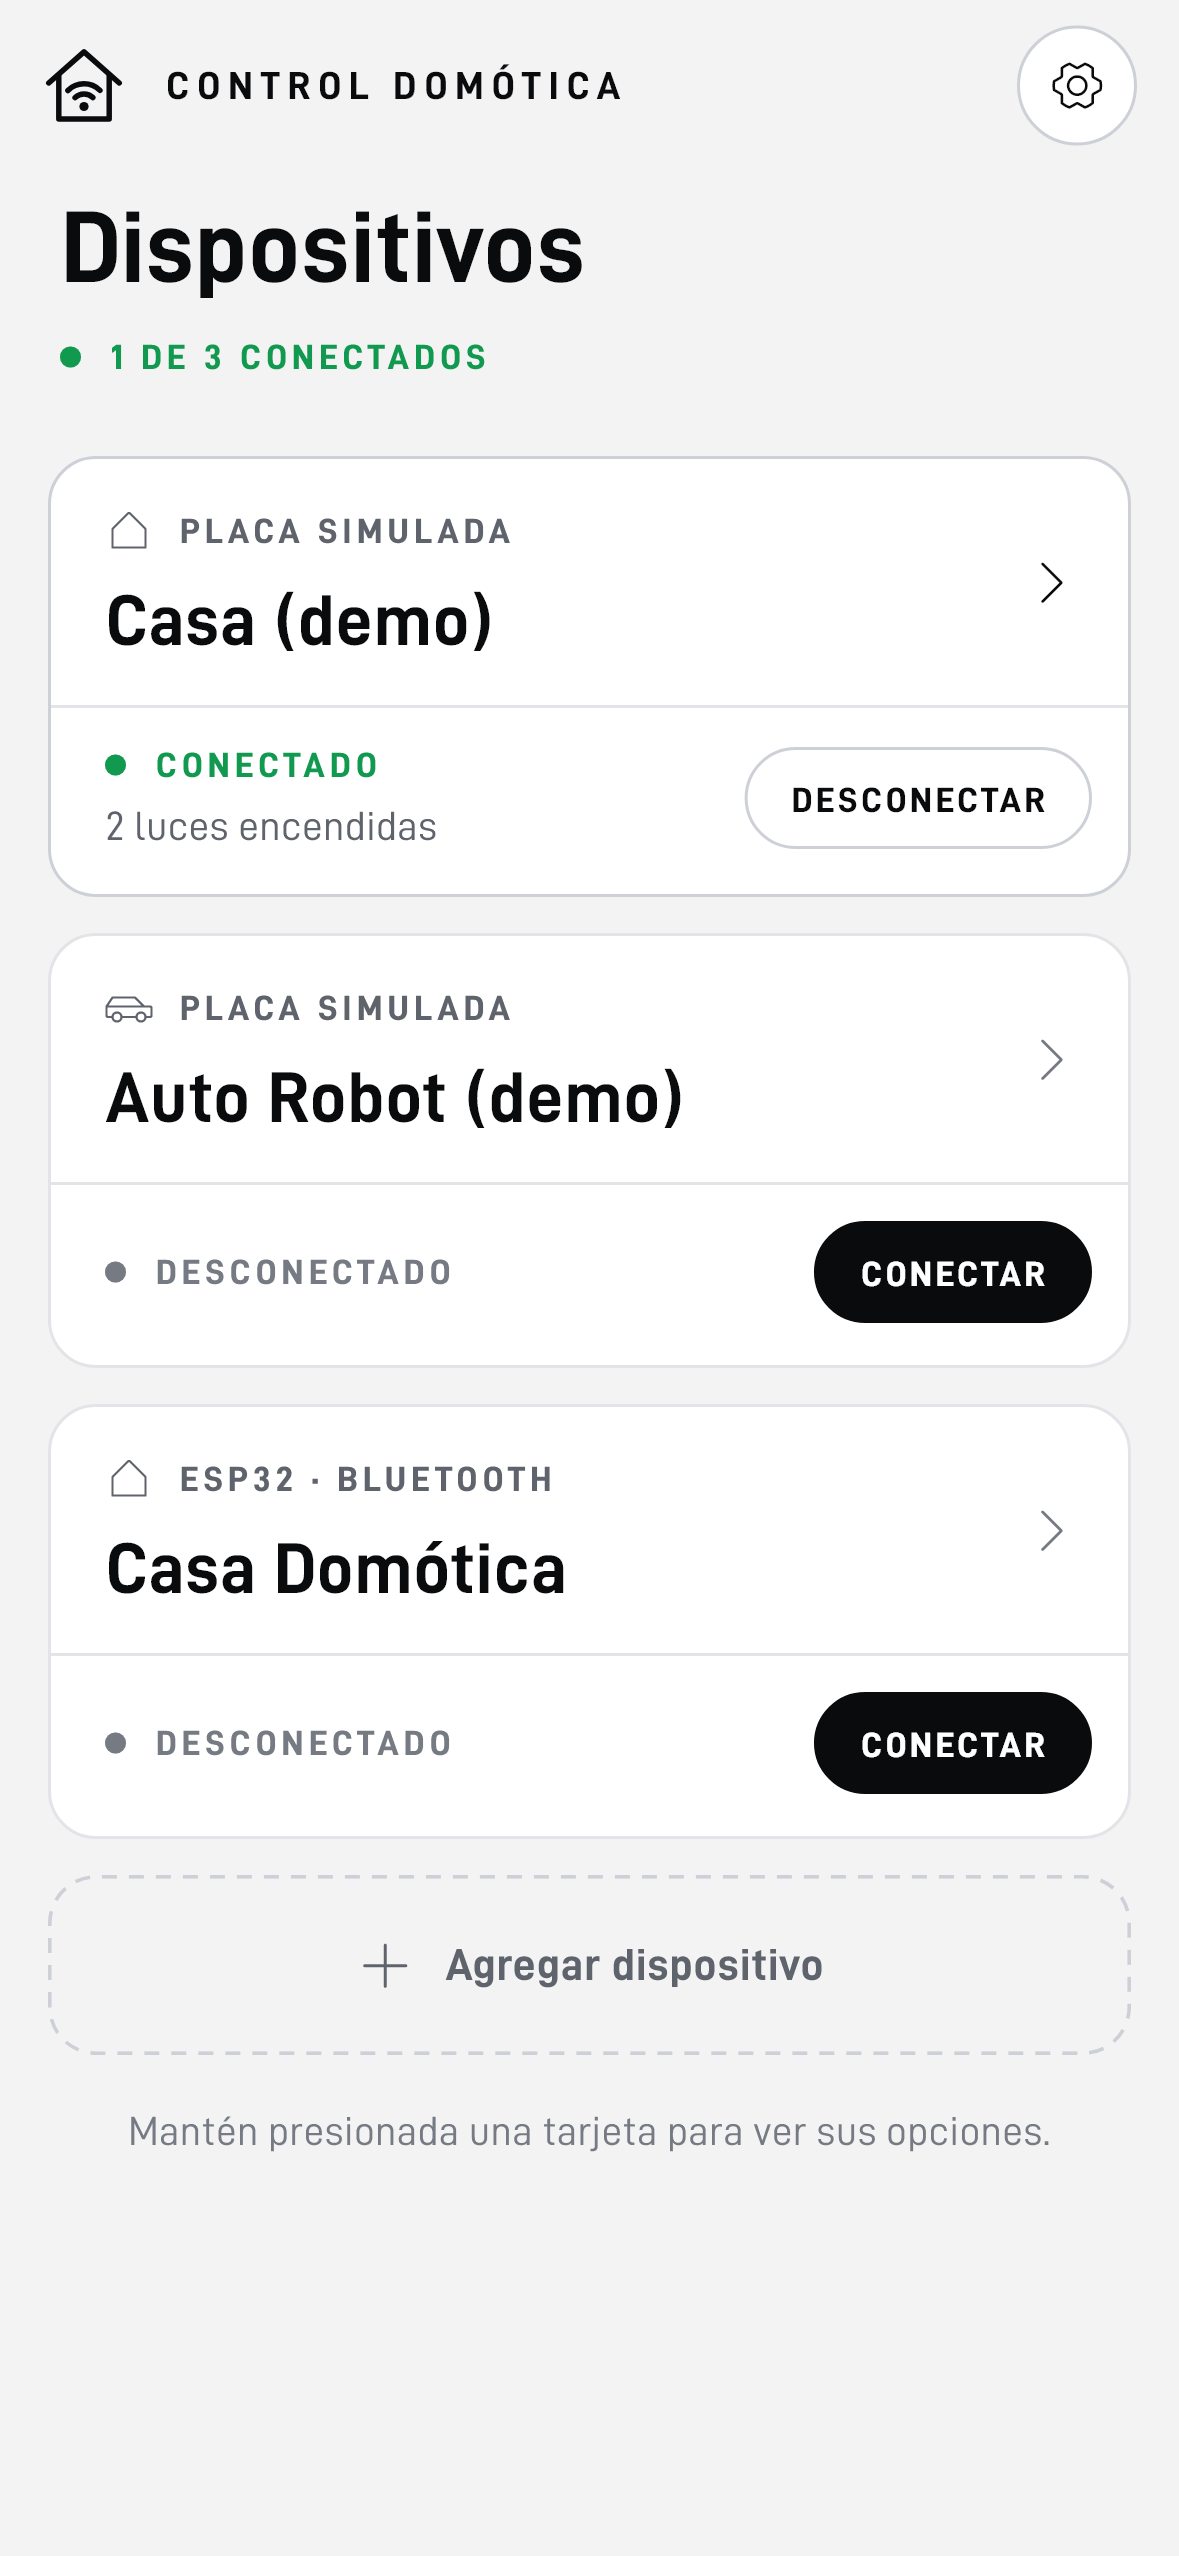 CONTROL DOMÓTICA
Dispositivos
1 DE 3 CONECTADOS
PLACA SIMULADA
Casa (demo)
CONECTADO
2 luces encendidas
DESCONECTAR
PLACA SIMULADA
Auto Robot (demo)
DESCONECTADO
CONECTAR
ESP32 · BLUETOOTH
Casa Domótica
DESCONECTADO
CONECTAR
Agregar dispositivo
Mantén presionada una tarjeta para ver sus opciones.